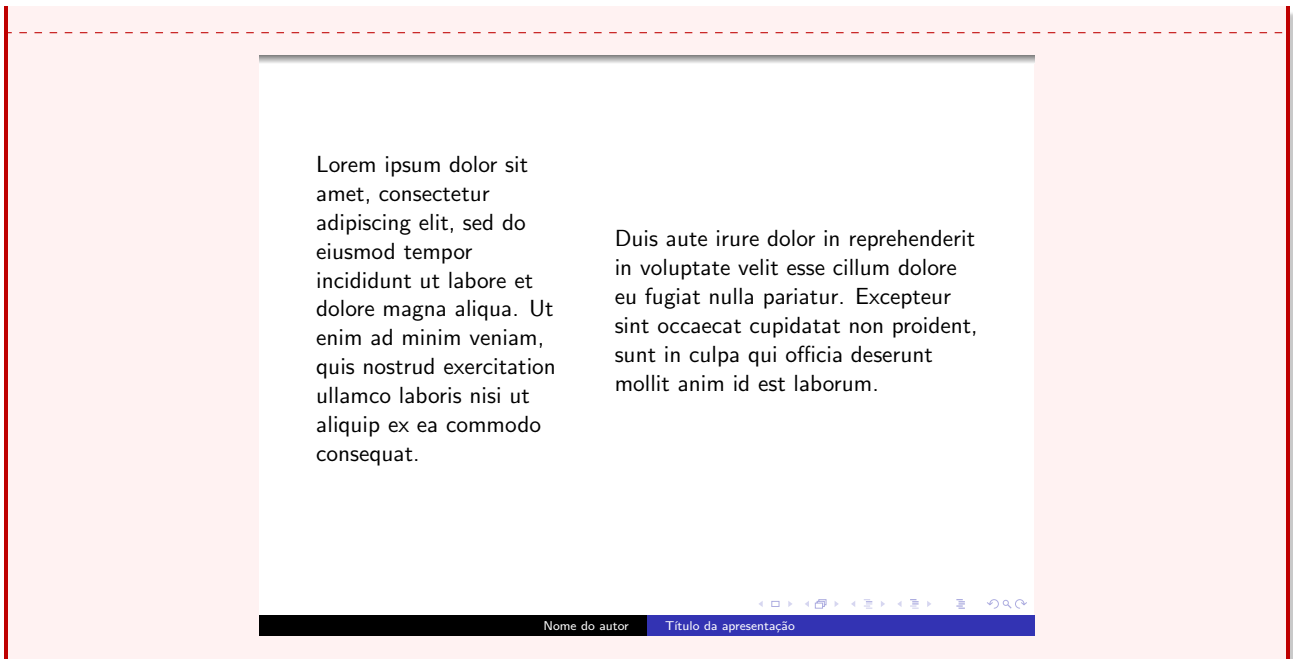 Lorem ipsum dolor sit
amet, consectetur
adipiscing elit, sed do
eiusmod tempor
incididunt ut labore et
dolore magna aliqua. Ut
enim ad minim veniam,
quis nostrud exercitation
ullamco laboris nisi ut
aliquip ex ea commodo
consequat.
Duis aute irure dolor in reprehenderit
in voluptate velit esse cillum dolore
eu fugiat nulla pariatur. Excepteur
sint occaecat cupidatat non proident,
sunt in culpa qui officia deserunt
mollit anim id est laborum.
Nome do autor
Título da apresentação